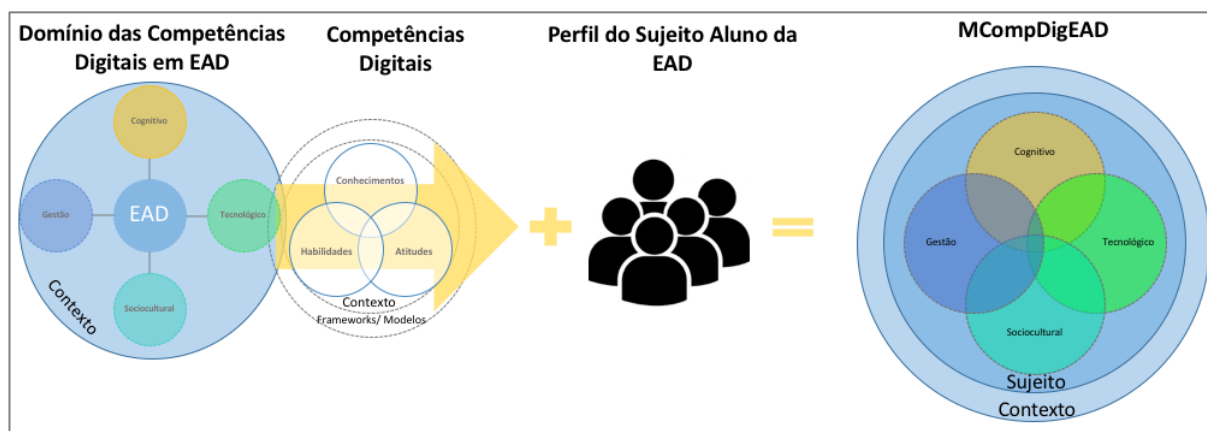 Domínio das Competências
Digitais em EAD
Cognitivo
Gestão
EAD
Tecnológico
Sociocultural
Contexto
Competências
Digitais
Conhecimentos
Habilidades
Atitudes
Contexto
Frameworks/ Modelos
Perfil do Sujeito Aluno da
EAD
MCompDigEAD
Cognitivo
Gestão
Tecnológico
Sociocultural
Sujeito
Contexto